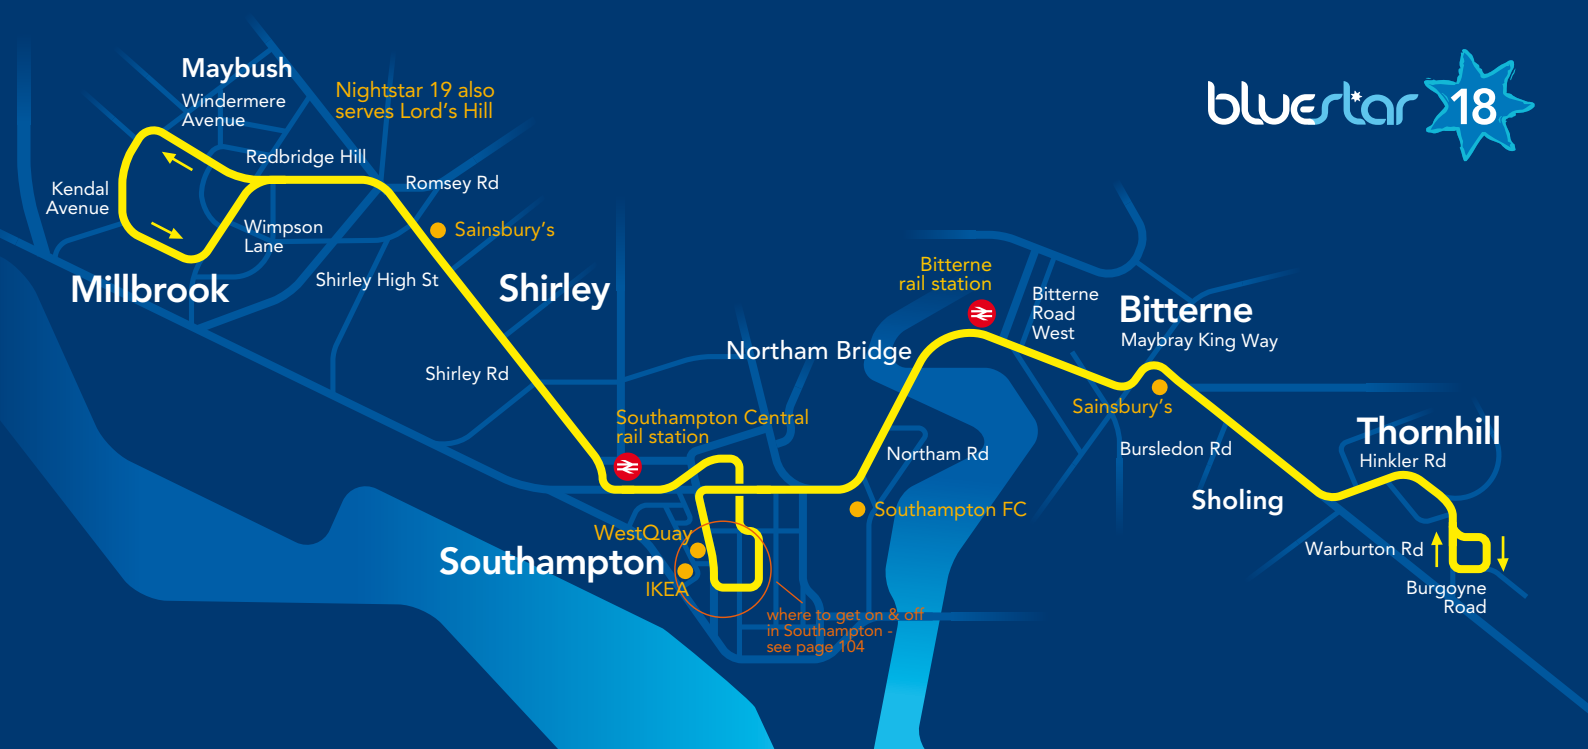 Maybush
Windermere
Avenue
Nightstar 19 also
serves Lord's Hill
bluestar 18
Redbridge Hill
Romsey Rd
Kendal
Avenue
Sainsbury's
Wimpson
Lane
Millbrook
Shirley High St
Shirley
Shirley Rd
Bitterne
rail station
Bitterne
Road
West
Bitterne
Maybray King Way
Northam Bridge
Sainsbury's
Southampton Central
rail station
Northam Rd
Bursledon Rd
Thornhill
Hinkler Rd
Sholing
Southampton FC
WestQuay
Southampton
IKEA
Warburton Rd
Burgoyne
Road
where to get on & off
in Southampton -
see page 104